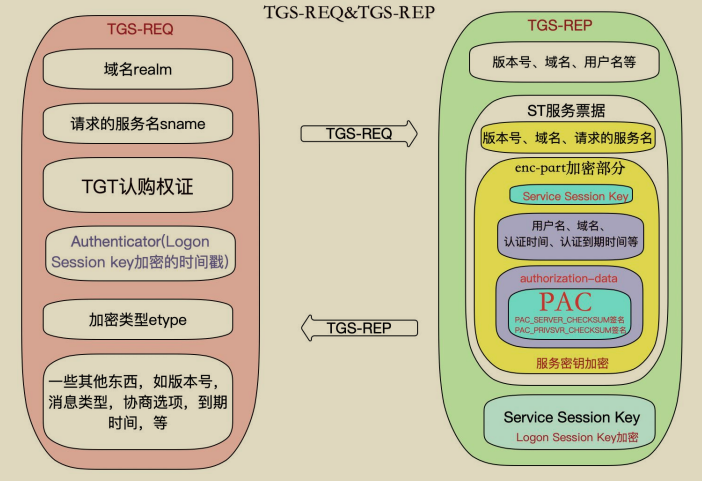 TGS-REQ&TGS-REP
TGS-REQ
域名realm
请求的服务名sname
TGT认购权证
Authenticator(Logon
Session key加密的时间戳)
加密类型etype
一些其他东西，如版本号，
消息类型，协商选项，到期
时间，等
TGS-REQ
TGS-REP
TGS-REP
版本号、域名、用户名等
ST服务票据
版本号、域名、请求的服务名
enc-part加密部分
Service Session Key
用户名、域名、
认证时间、认证到期时间等
authorization-data
PAC
PAC_SERVER_CHECKSUM签名
PAC_PRIVSVR_CHECKSUM签名
服务密钥加密
Service Session Key
Logon Session Key加密